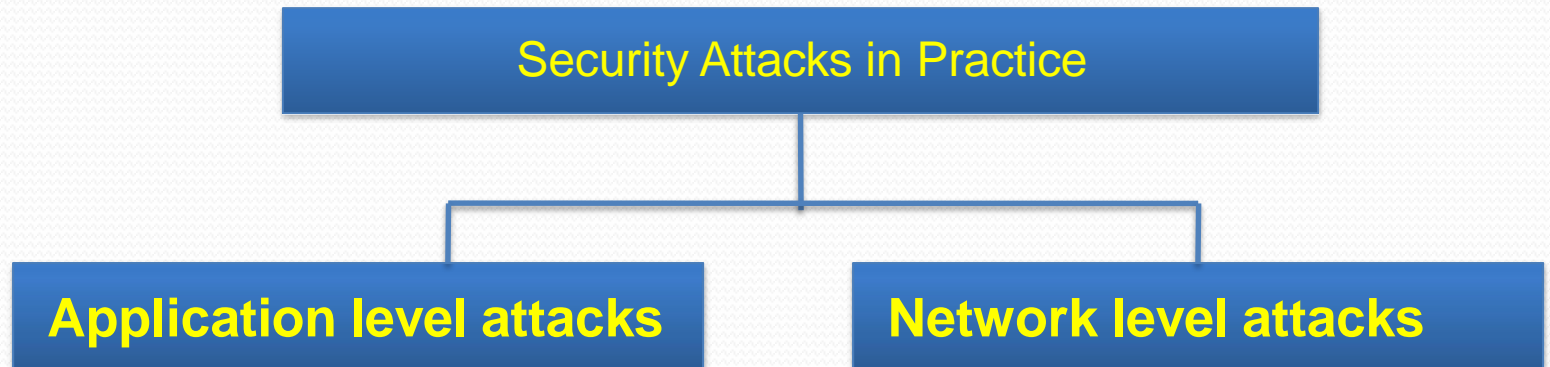 Security Attacks in Practice
Application level attacks
Network level attacks